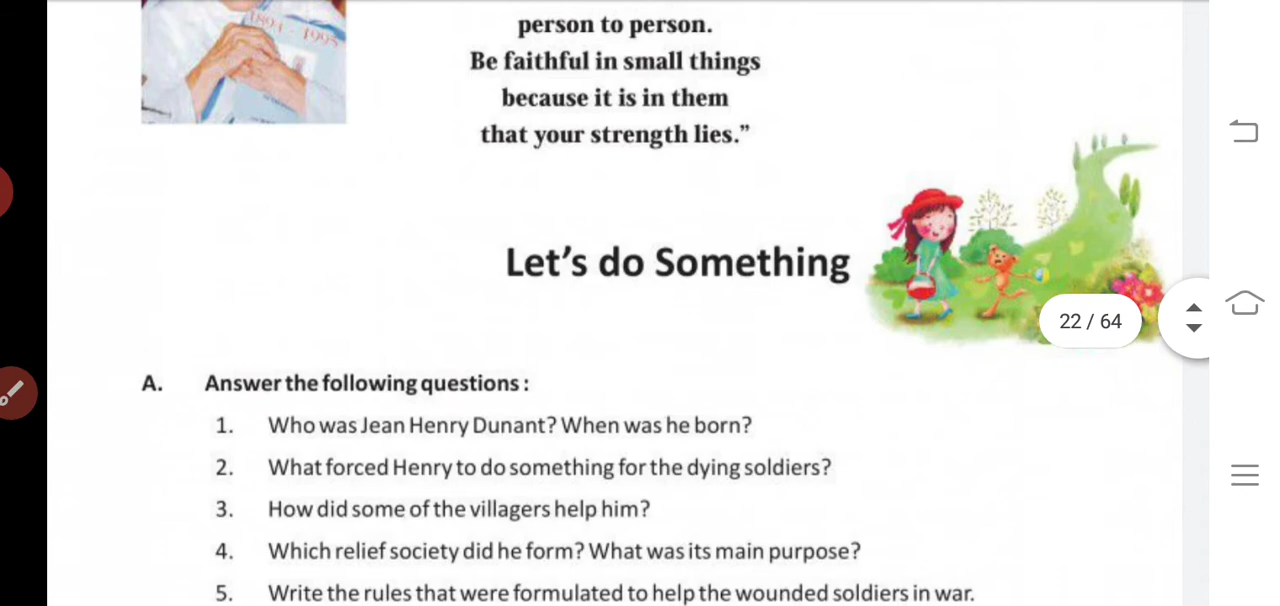 1894 - 1995
person to person.
Be faithful in small things
because it is in them
that your strength lies.”
Let’s do Something
22 / 64
A. Answer the following questions :
1. Who was Jean Henry Dunant? When was he born?
2. What forced Henry to do something for the dying soldiers?
3. How did some of the villagers help him?
4. Which relief society did he form? What was its main purpose?
5. Write the rules that were formulated to help the wounded soldiers in war.